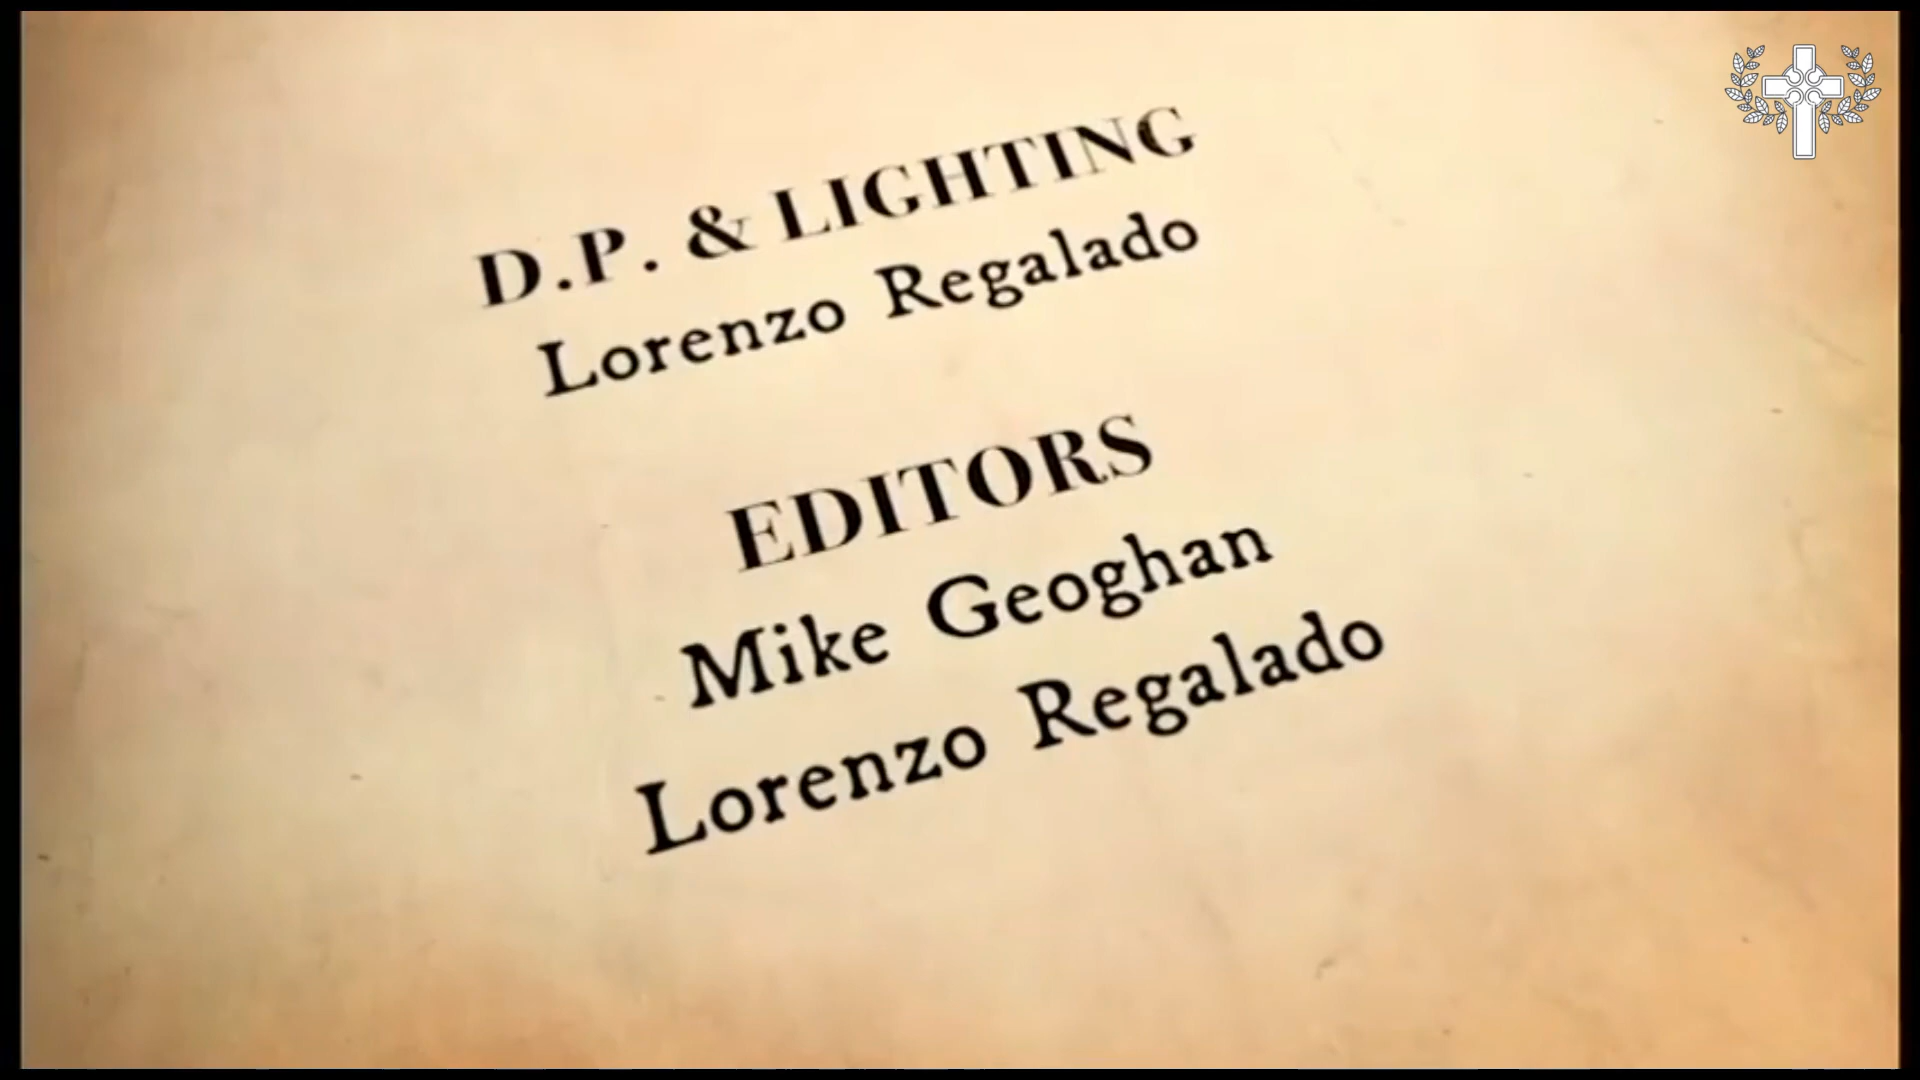 D.P. & LIGHTING
Lorenzo Regalado
EDITORS
Mike Geoghan
Lorenzo Regalado